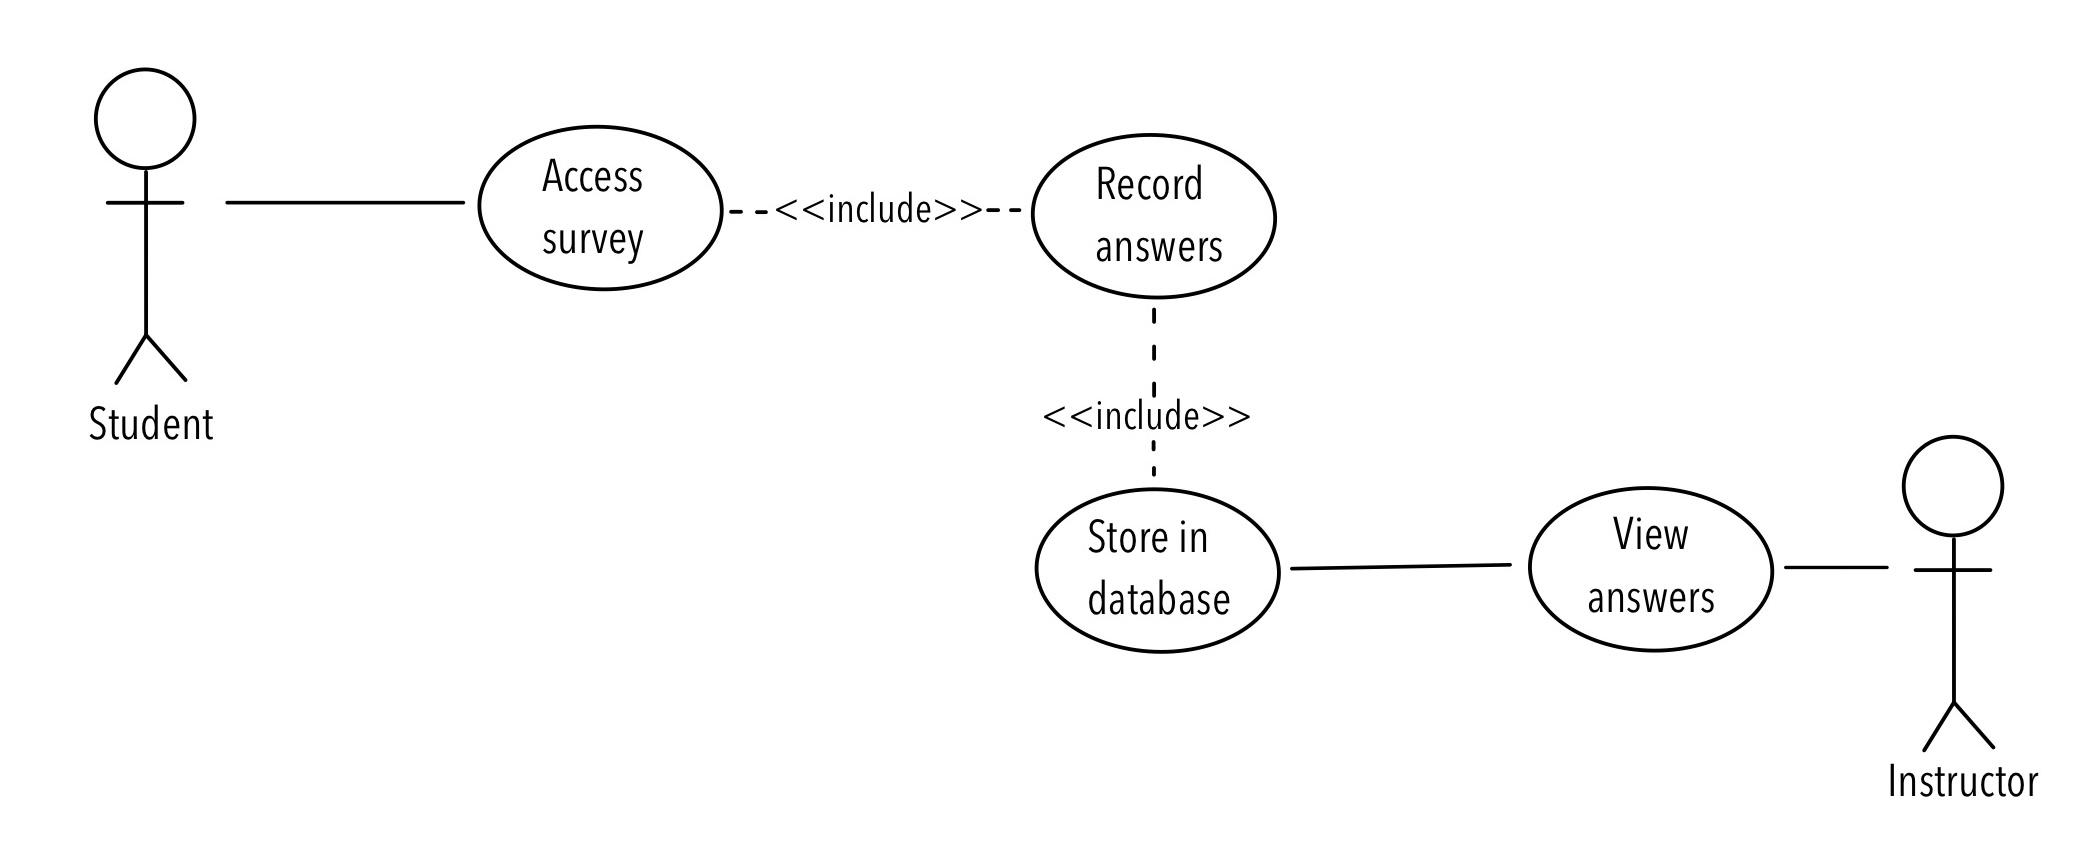 Access
survey
<<include>>
Record
answers
Student
<<include>>
Store in
database
View
answers
Instructor